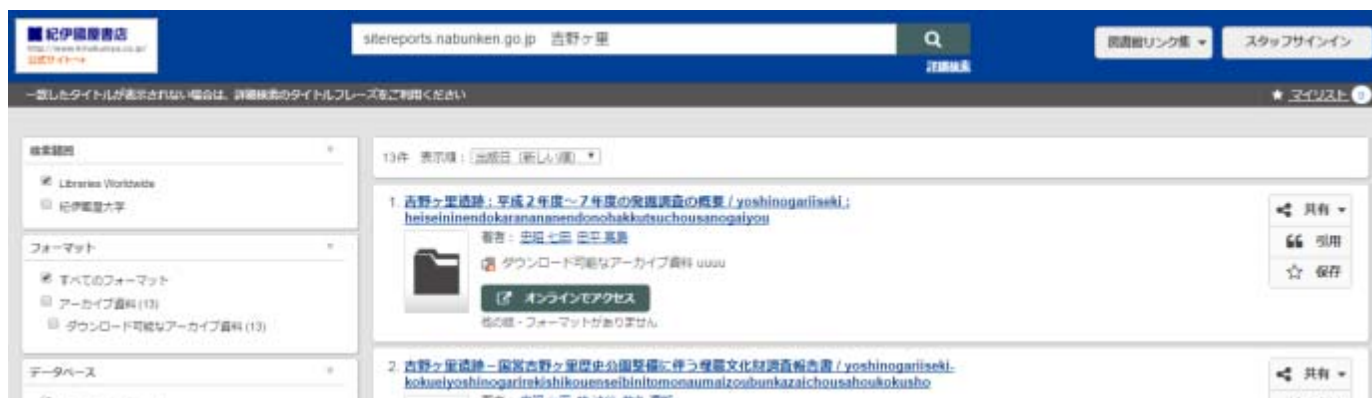 紀伊國屋書店
公式サイトへ→
sitereports.nabunken.go.jp 吉野ヶ里
詳細検索
図書館リンク集
スタッフサインイン
一致したタイトルが表示されない場合は、詳細検索のタイトルフレーズをご利用ください
★ マイリスト 0
検索範囲
Libraries Worldwide
紀伊國屋大学
フォーマット
すべてのフォーマット
アーカイブ資料 (13)
ダウンロード可能なアーカイブ資料 (13)
データベース
13件 表示順: 出版日 (新しい順)
1. 吉野ヶ里遺跡 : 平成2年度～7年度の発掘調査の概要 / yoshinogariiseki :
heiseininendokaranananendonohakkutsuchousanogaiyou
著者: 忠昭 七田
ダウンロード可能なアーカイブ資料 uuuu
オンラインでアクセス
他の版・フォーマットがありません
共有
引用
保存
2. 吉野ヶ里遺跡－国営吉野ヶ里歴史公園整備に伴う埋蔵文化財調査報告書 / yoshinogariiseki-
kokueiyoshinogarirekishikouenseibinitomonaumaizoubunkazaichousahoukokusho
共有